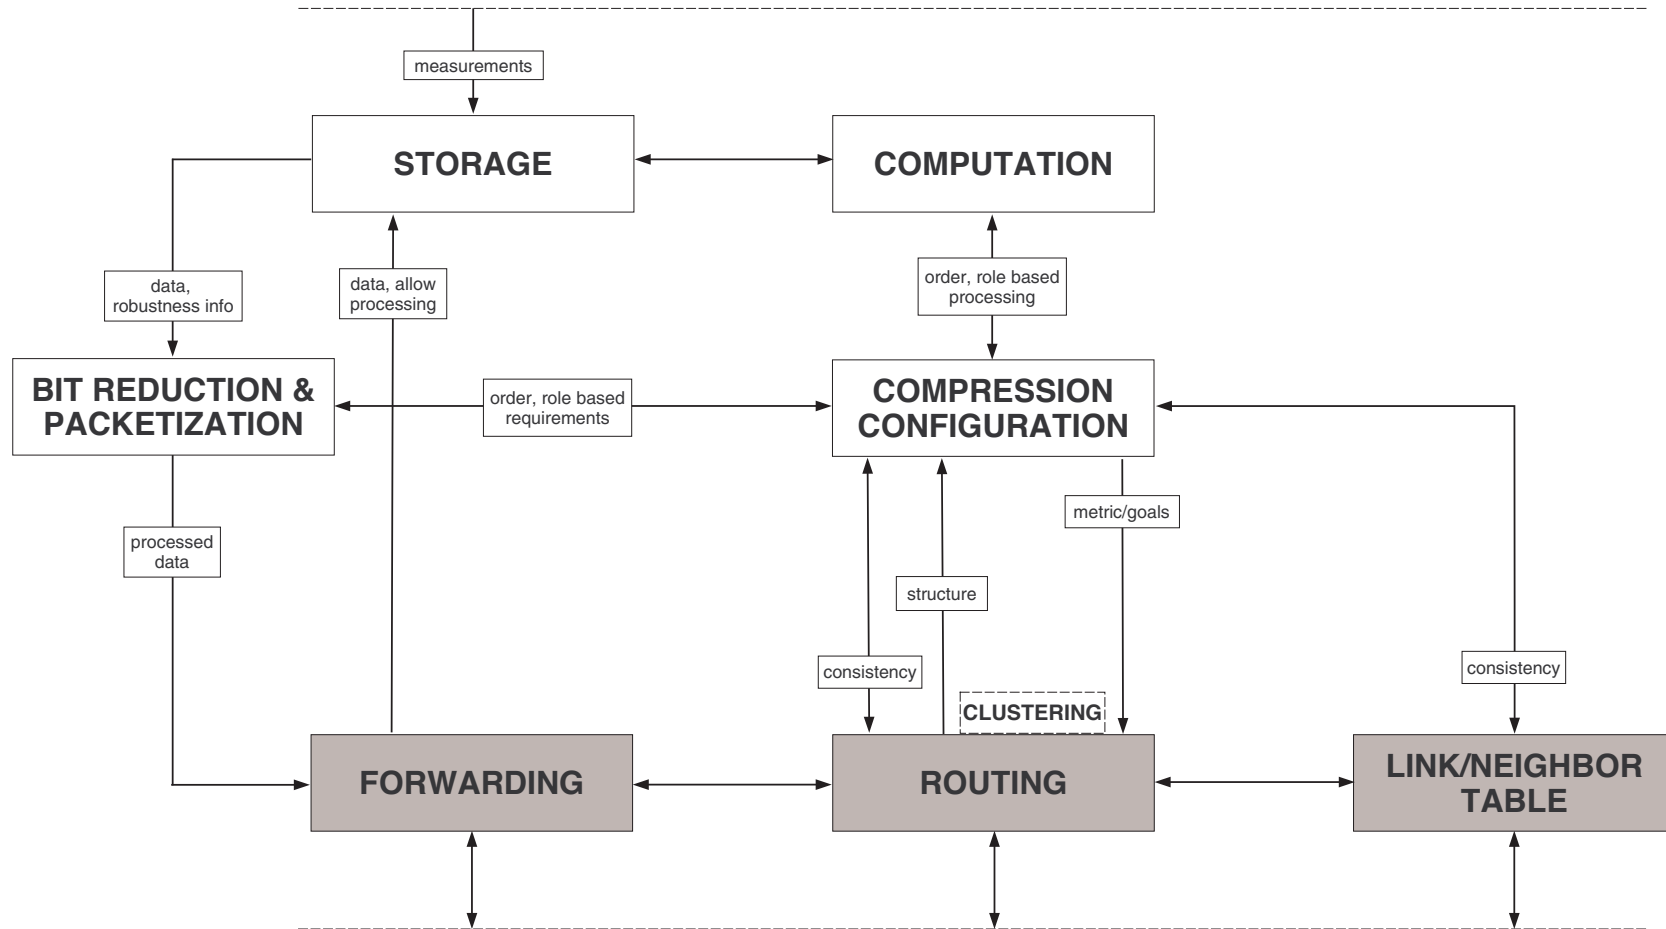 measurements
STORAGE
COMPUTATION
data,
robustness info
data, allow
processing
order, role based
processing
BIT REDUCTION &
PACKETIZATION
order, role based
requirements
COMPRESSION
CONFIGURATION
metric/goals
processed
data
structure
consistency
consistency
CLUSTERING
FORWARDING
ROUTING
LINK/NEIGHBOR
TABLE